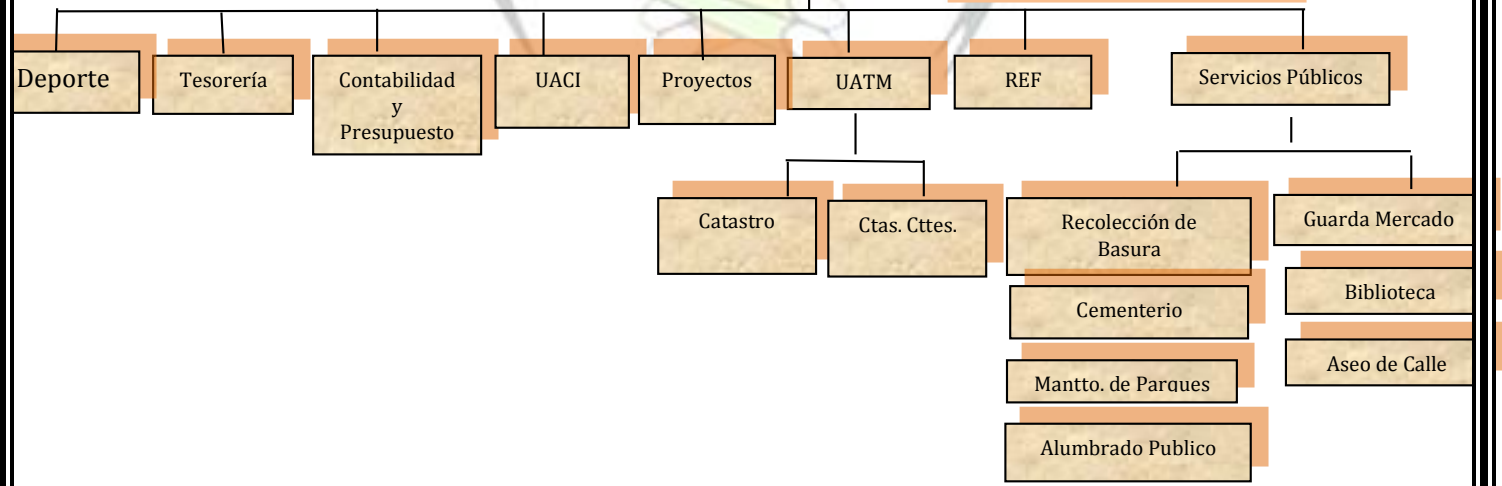 Deporte
Tesorería
Contabilidad
y
Presupuesto
UACI
Proyectos
UATM
REF
Servicios Públicos
Catastro
Ctas. Cttes.
Recolección de
Basura
Cementerio
Mantto. de Parques
Alumbrado Publico
Guarda Mercado
Biblioteca
Aseo de Calle